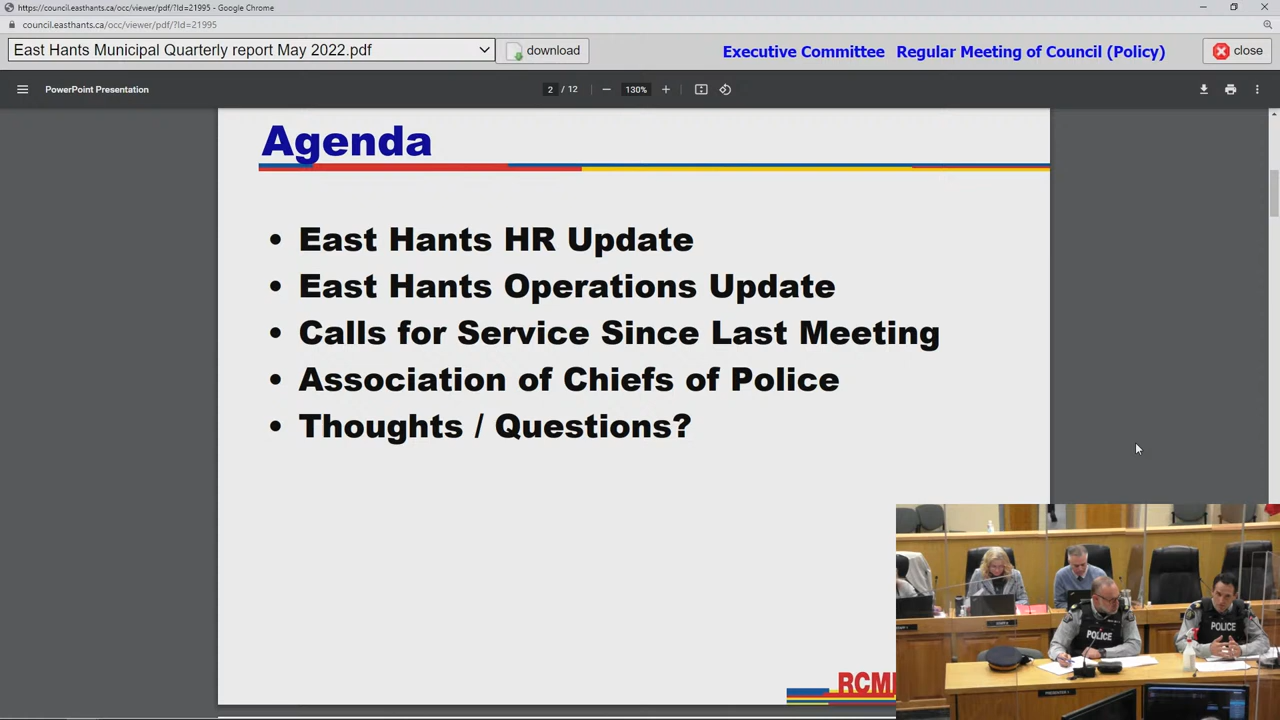 https://council.easthants.ca/occ/viewer/pdf/?Id=21995 - Google Chrome
council.easthants.ca/occ/viewer/pdf/?Id=21995
East Hants Municipal Quarterly report May 2022.pdf
download
Executive Committee Regular Meeting of Council (Policy)
close
PowerPoint Presentation
2 / 12
130%
Agenda
• East Hants HR Update
• East Hants Operations Update
• Calls for Service Since Last Meeting
• Association of Chiefs of Police
• Thoughts / Questions?
RCM
POLICE
POLICE